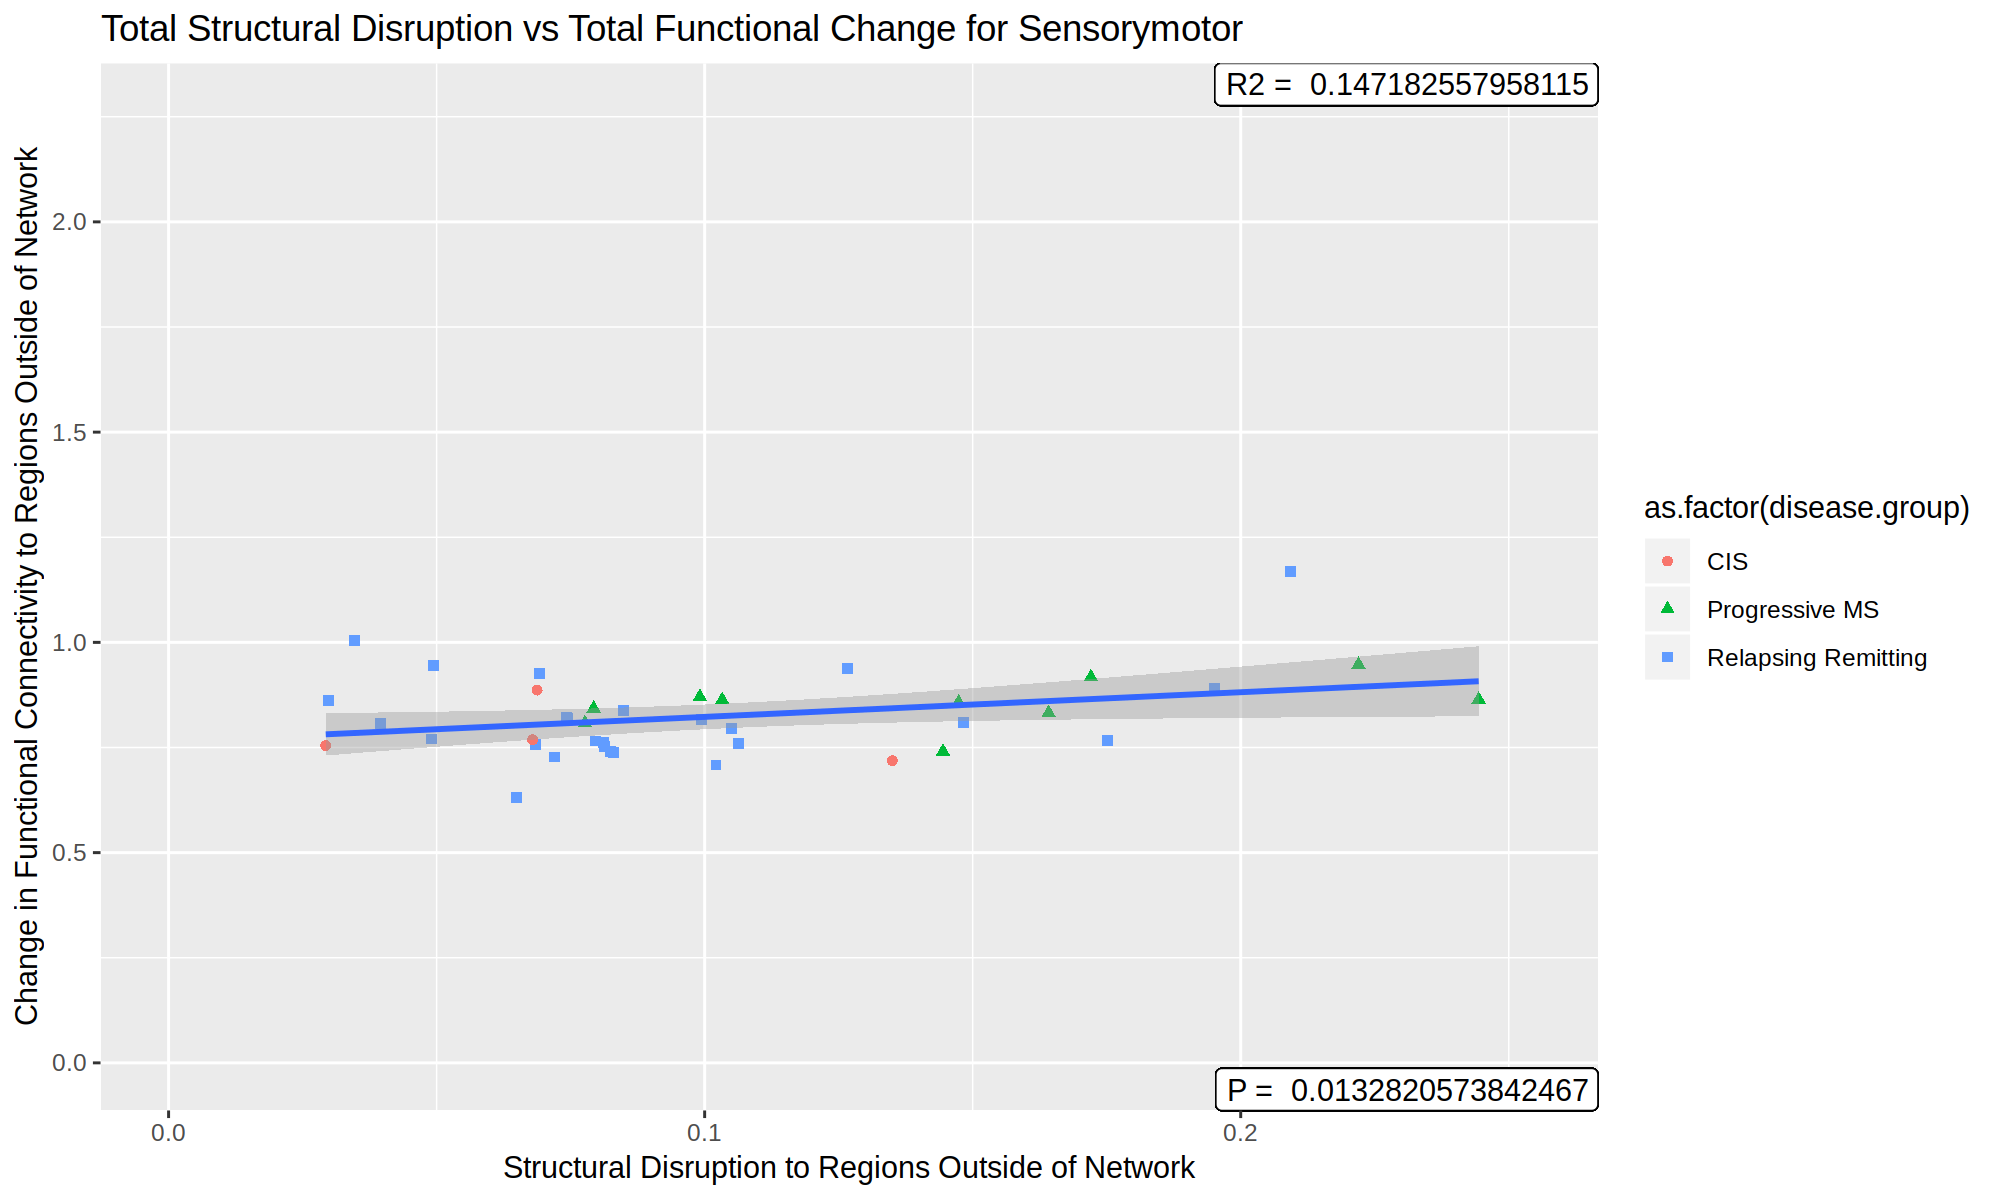 Total Structural Disruption vs Total Functional Change for Sensorymotor
R2 =  0.147182557958115
Change in Functional Connectivity to Regions Outside of Network
2.0
1.5
1.0
0.5
0.0
as.factor(disease.group)
CIS
Progressive MS
Relapsing Remitting
P =  0.0132820573842467
0.0
0.1
0.2
Structural Disruption to Regions Outside of Network